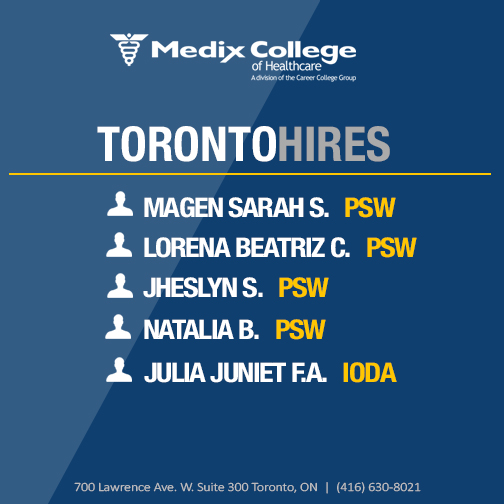 Medix College
of Healthcare
A division of the Career College Group
TORONTOHIRES
MAGEN SARAH S. PSW
LORENA BEATRIZ C. PSW
JHESLYN S. PSW
NATALIA B. PSW
JULIA JUNIET F.A. IODA
700 Lawrence Ave. W. Suite 300 Toronto, ON | (416) 630-8021